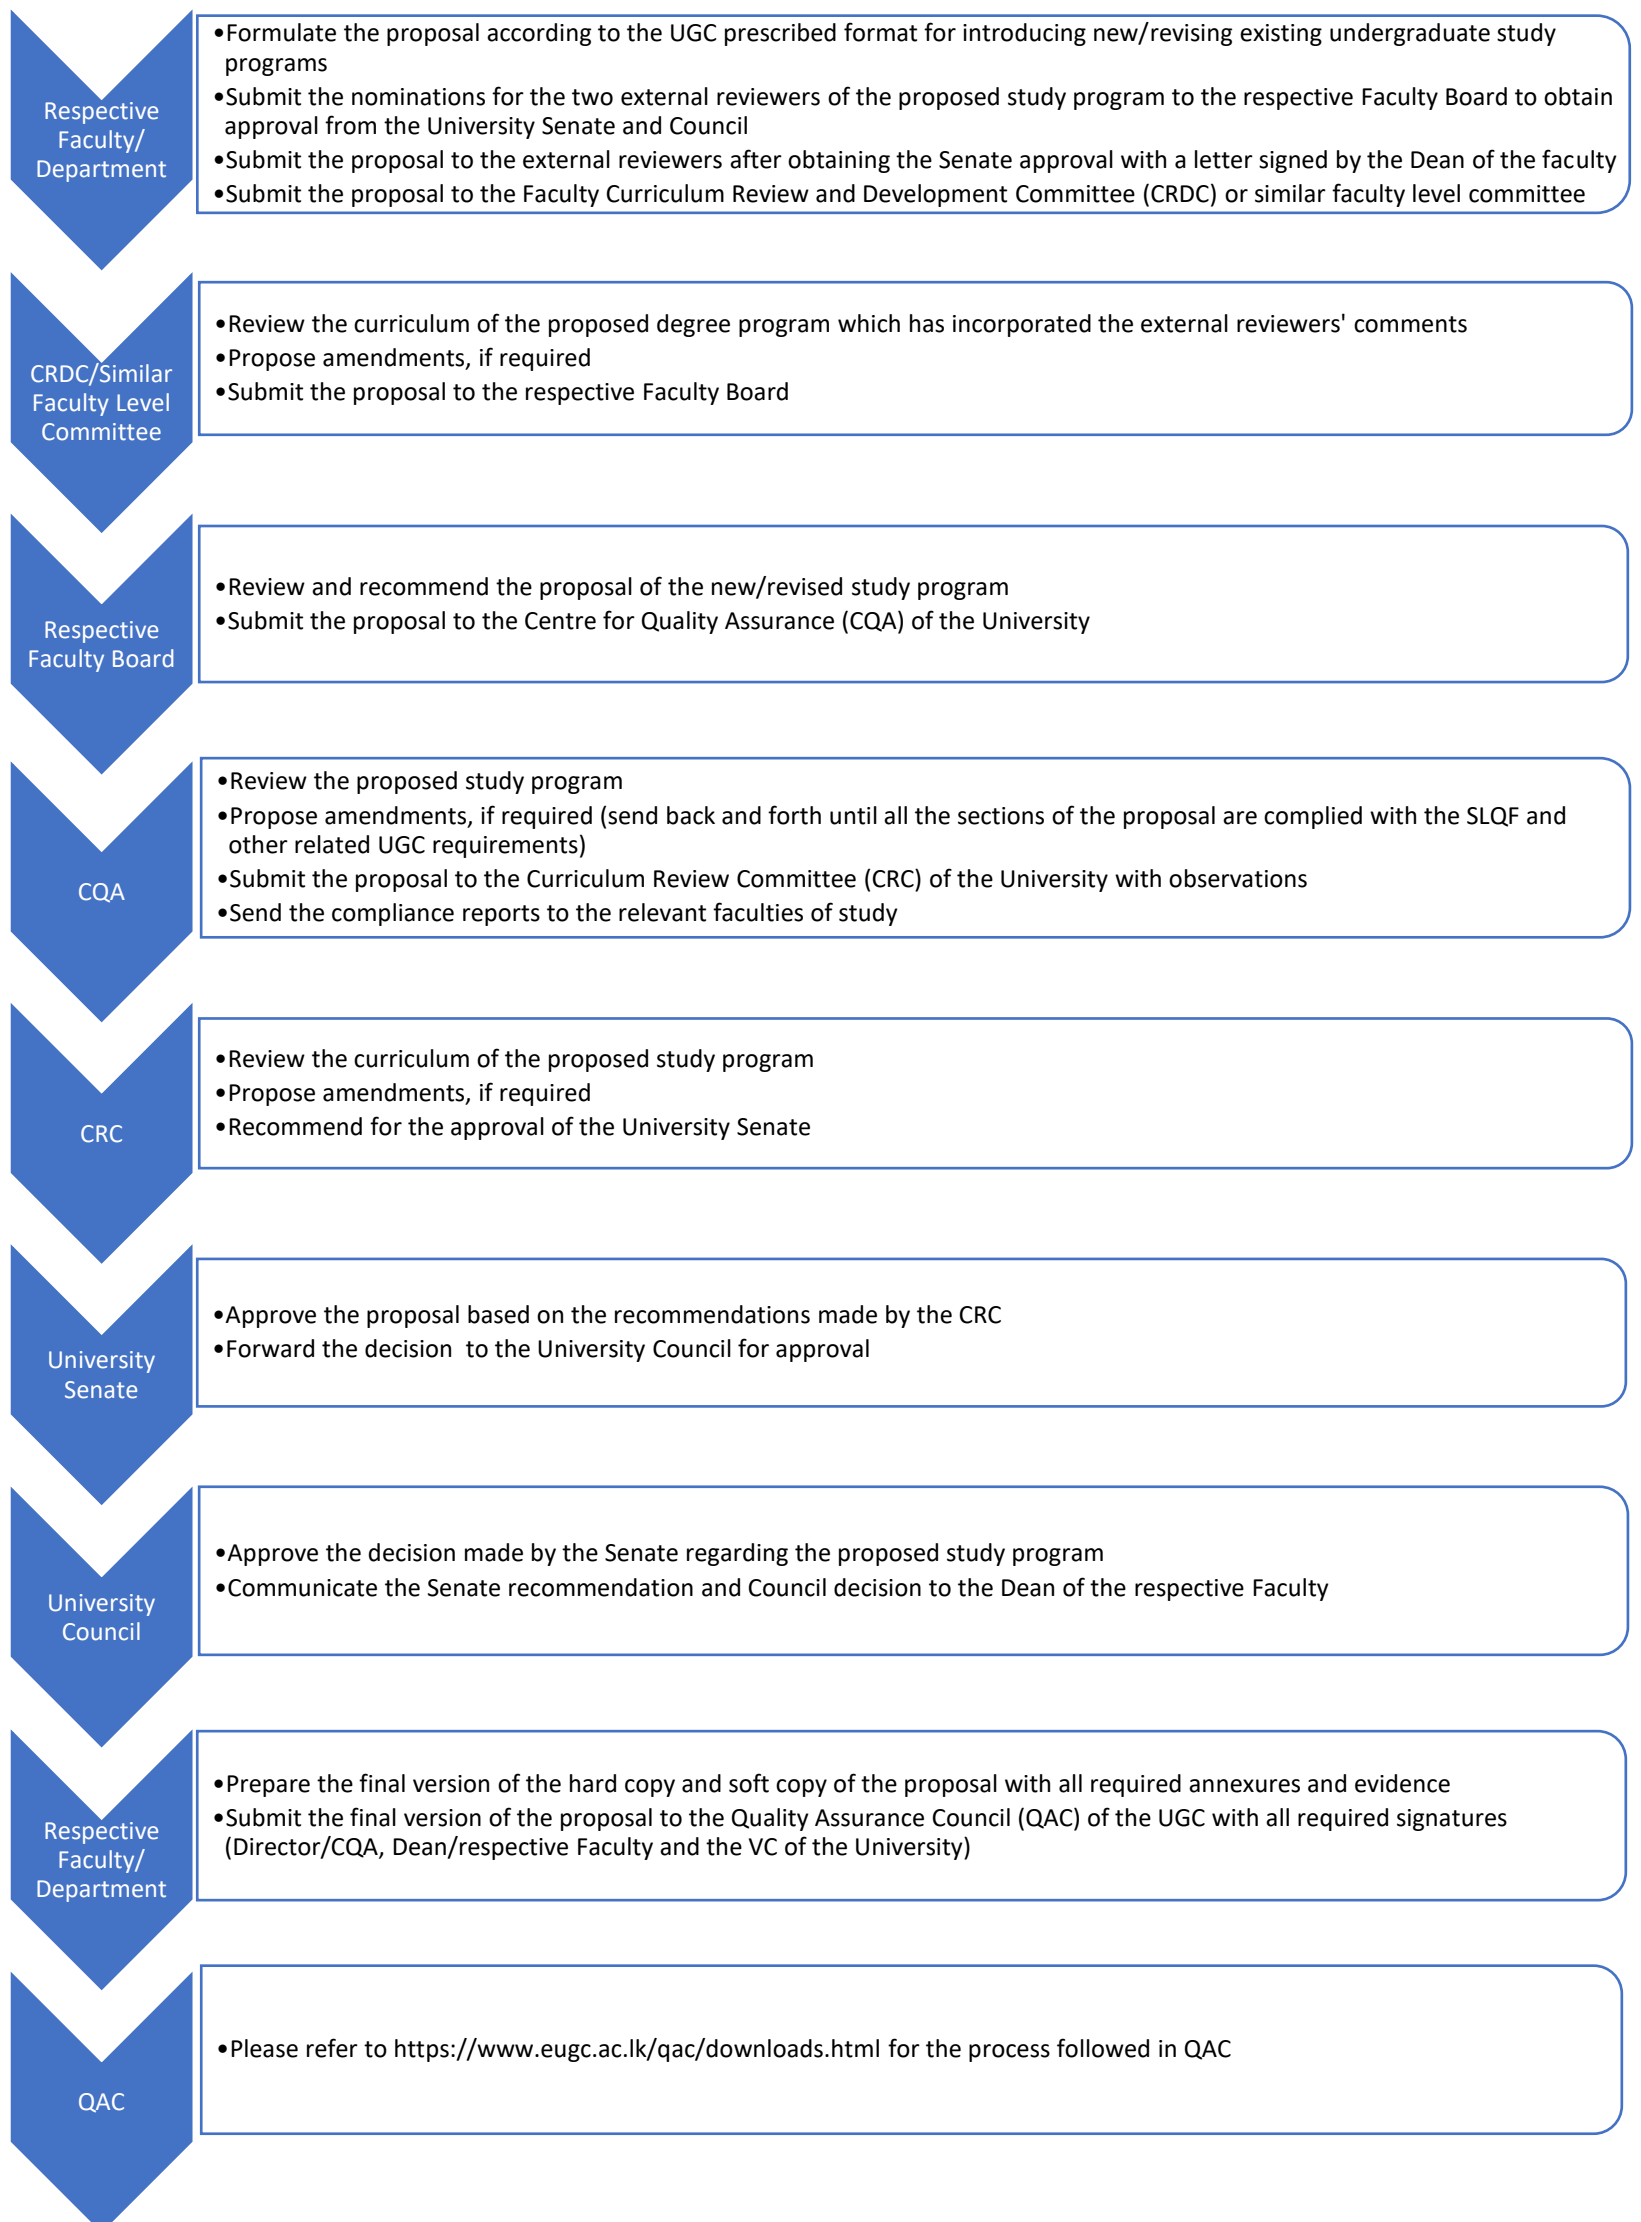 Respective
Faculty/
Department
•Formulate the proposal according to the UGC prescribed format for introducing new/revising existing undergraduate study
programs
•Submit the nominations for the two external reviewers of the proposed study program to the respective Faculty Board to obtain
approval from the University Senate and Council
•Submit the proposal to the external reviewers after obtaining the Senate approval with a letter signed by the Dean of the faculty
•Submit the proposal to the Faculty Curriculum Review and Development Committee (CRDC) or similar faculty level committee
CRDC/Similar
Faculty Level
Committee
•Review the curriculum of the proposed degree program which has incorporated the external reviewers' comments
•Propose amendments, if required
•Submit the proposal to the respective Faculty Board
Respective
Faculty Board
•Review and recommend the proposal of the new/revised study program
•Submit the proposal to the Centre for Quality Assurance (CQA) of the University
CQA
•Review the proposed study program
•Propose amendments, if required (send back and forth until all the sections of the proposal are complied with the SLQF and
other related UGC requirements)
•Submit the proposal to the Curriculum Review Committee (CRC) of the University with observations
•Send the compliance reports to the relevant faculties of study
CRC
•Review the curriculum of the proposed study program
•Propose amendments, if required
•Recommend for the approval of the University Senate
University
Senate
•Approve the proposal based on the recommendations made by the CRC
•Forward the decision  to the University Council for approval
University
Council
•Approve the decision made by the Senate regarding the proposed study program
•Communicate the Senate recommendation and Council decision to the Dean of the respective Faculty
Respective
Faculty/
Department
•Prepare the final version of the hard copy and soft copy of the proposal with all required annexures and evidence
•Submit the final version of the proposal to the Quality Assurance Council (QAC) of the UGC with all required signatures
(Director/CQA, Dean/respective Faculty and the VC of the University)
QAC
•Please refer to https://www.eugc.ac.lk/qac/downloads.html for the process followed in QAC